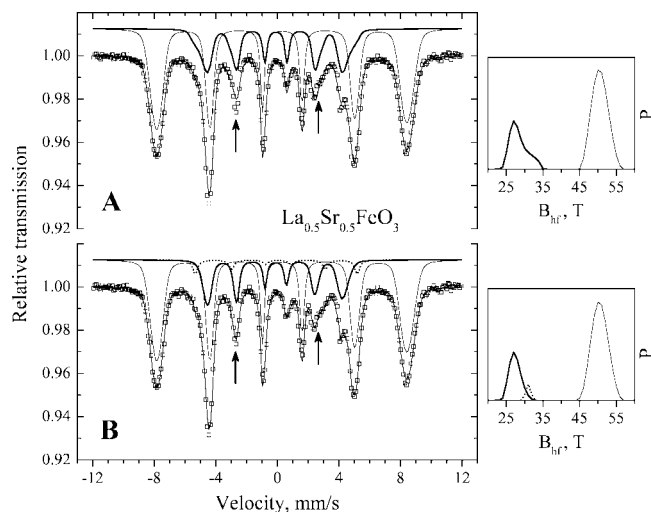 1.00
0.98
0.96
0.94
0.92
A
La0.5Sr0.5FeO3
P
25 35 45 55
Bhf, T
1.00
0.98
0.96
0.94
0.92
B
P
25 35 45 55
Bhf, T
-12 -8 -4 0 4 8 12
Velocity, mm/s
Relative transmission